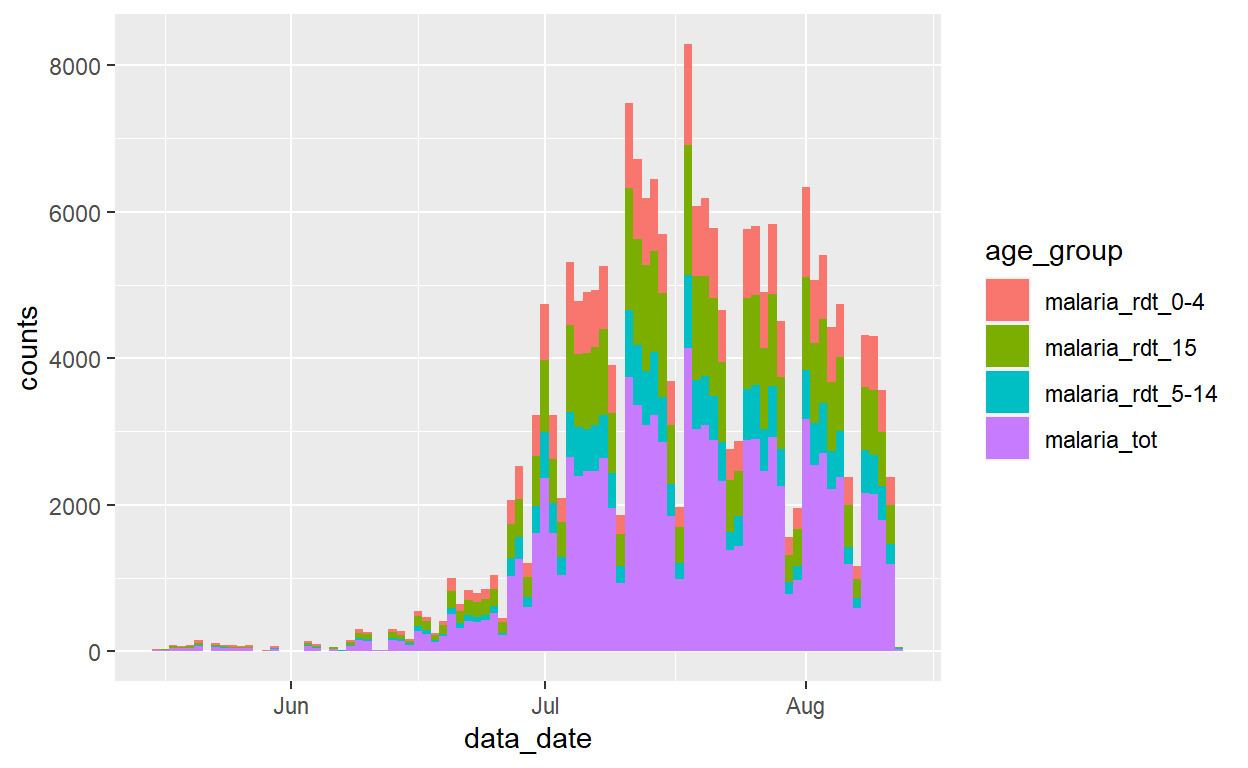 8000
6000
4000
2000
0
counts
Jun
Jul
Aug
data_date
age_group
malaria_rdt_0-4
malaria_rdt_15
malaria_rdt_5-14
malaria_tot